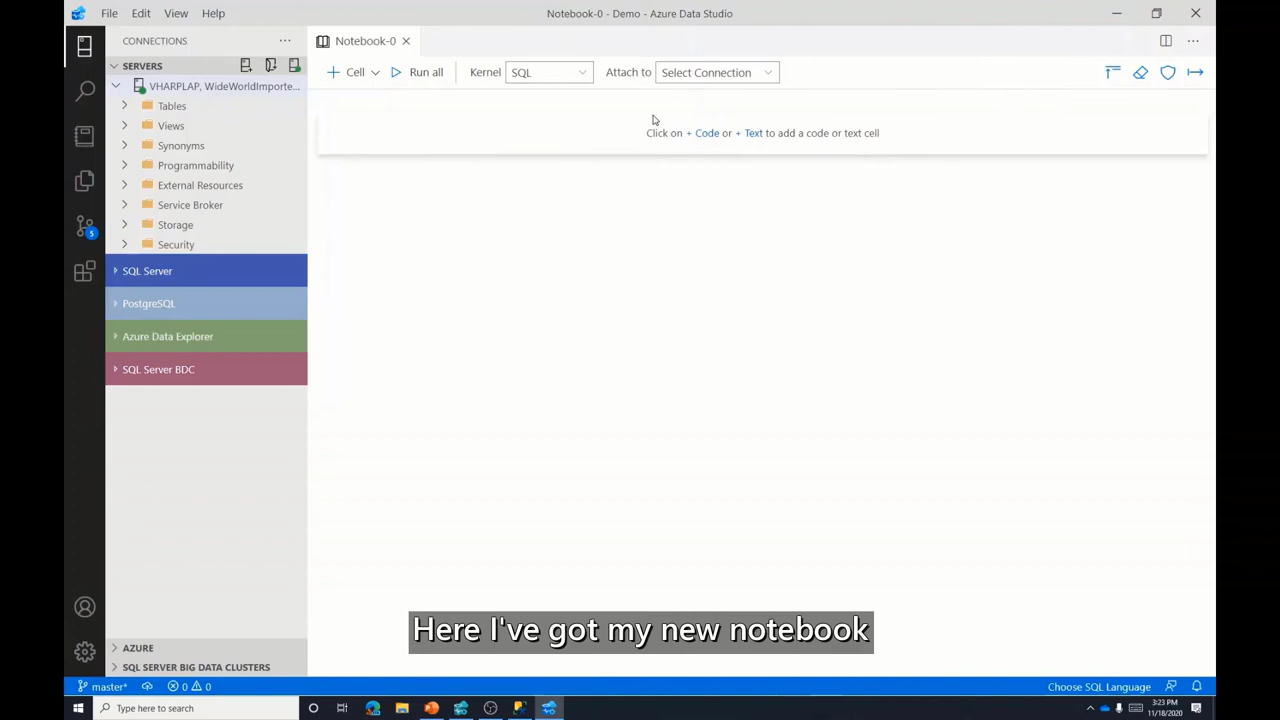 File Edit View Help
Notebook-0 - Demo - Azure Data Studio
CONNECTIONS
SERVERS
VHARPLAP, WideWorldImporte...
Tables
Views
Synonyms
Programmability
External Resources
Service Broker
Storage
Security
SQL Server
PostgreSQL
Azure Data Explorer
SQL Server BDC
AZURE
SQL SERVER BIG DATA CLUSTERS
5
Notebook-0
Cell Run all Kernel SQL Attach to Select Connection
Click on + Code or + Text to add a code or text cell
Here I've got my new notebook
master* 0 0 Choose SQL Language
Type here to search
3:23 PM
11/18/2020